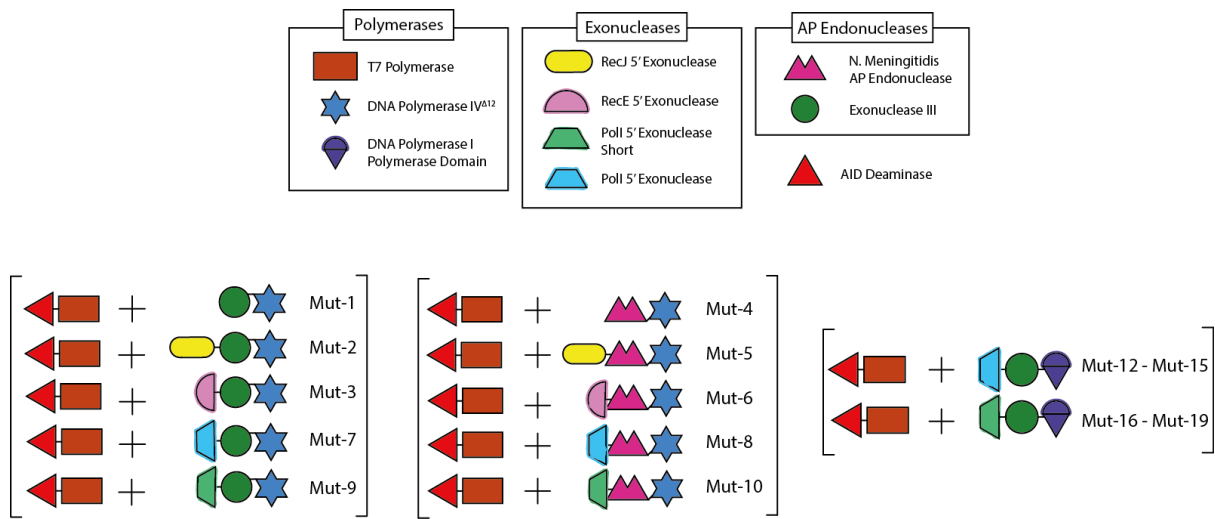 Polymerases
T7 Polymerase
DNA Polymerase IVΔ12
DNA Polymerase I
Polymerase Domain
Exonucleases
RecJ 5' Exonuclease
RecE 5' Exonuclease
PolI 5' Exonuclease
Short
PolI 5' Exonuclease
AP Endonucleases
N. Meningitidis
AP Endonuclease
Exonuclease III
AID Deaminase
Mut-1
Mut-2
Mut-3
Mut-7
Mut-9
Mut-4
Mut-5
Mut-6
Mut-8
Mut-10
Mut-12 - Mut-15
Mut-16 - Mut-19